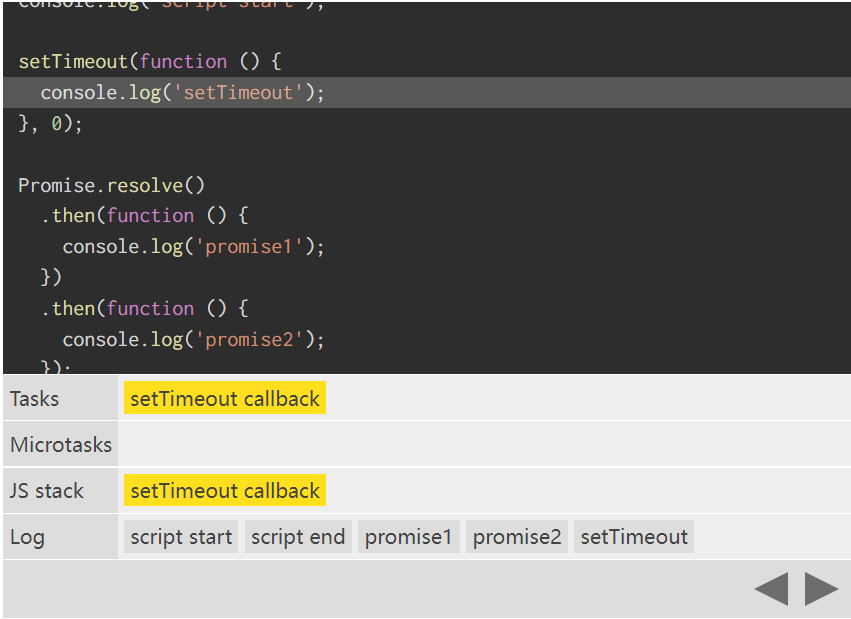 console.log('script start');
setTimeout(function () {
console.log('setTimeout');
}, 0);
Promise.resolve()
.then(function () {
console.log('promise1');
})
.then(function () {
console.log('promise2');
});
Tasks setTimeout callback
Microtasks
JS stack setTimeout callback
Log script start script end promise1 promise2 setTimeout